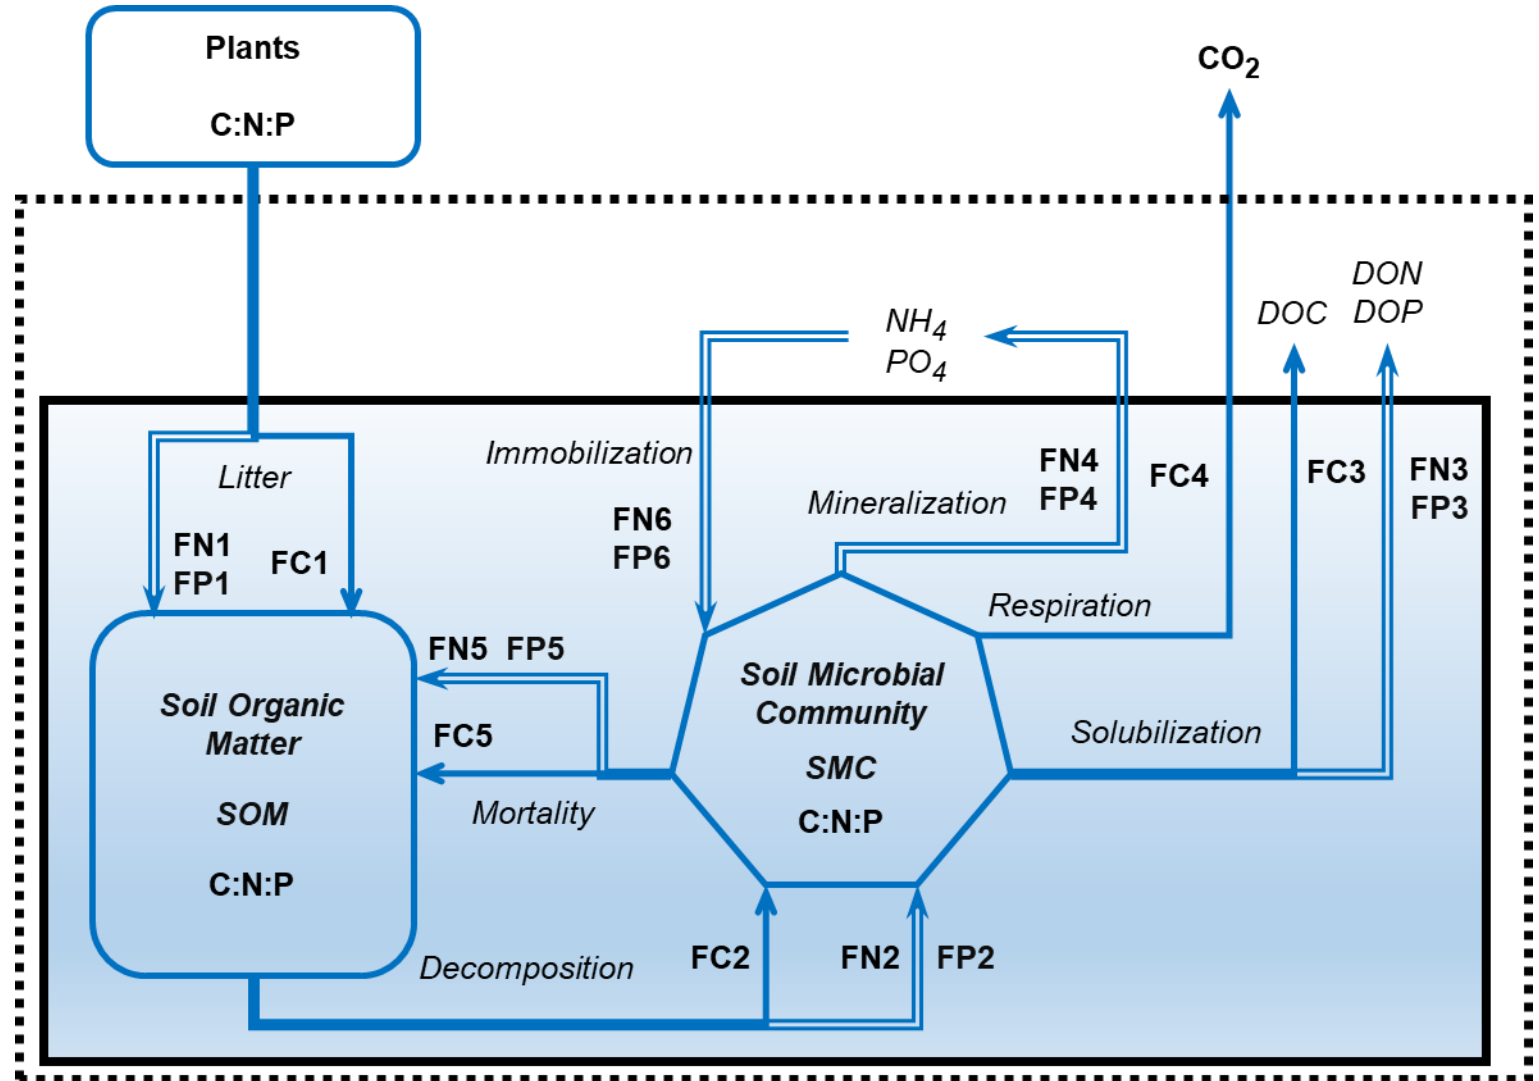 Plants
C:N:P
CO2
DON
DOC DOP
NH4
PO4
Immobilization
Litter
FN4
FP4
FC4
FC3
FN3
FP3
Mineralization
FN6
FP6
FN1
FP1
FC1
Respiration
FN5 FP5
Soil Organic
Matter
SOM
C:N:P
FC5
Mortality
Soil Microbial
Community
SMC
C:N:P
Solubilization
Decomposition
FC2
FN2
FP2